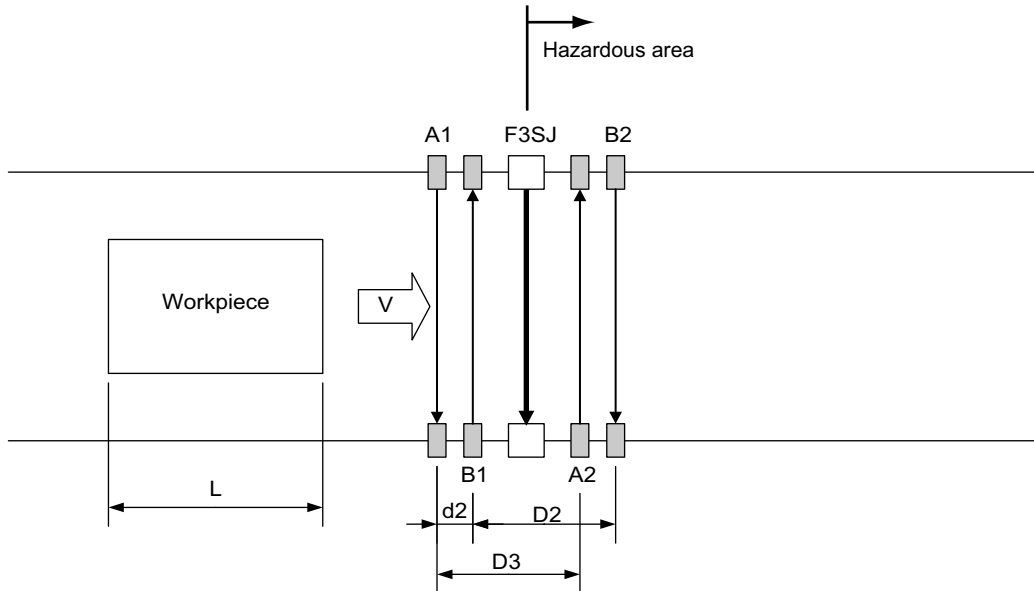 Hazardous area
A1
F3SJ
B2
Workpiece
V
B1
A2
L
d2
D2
D3